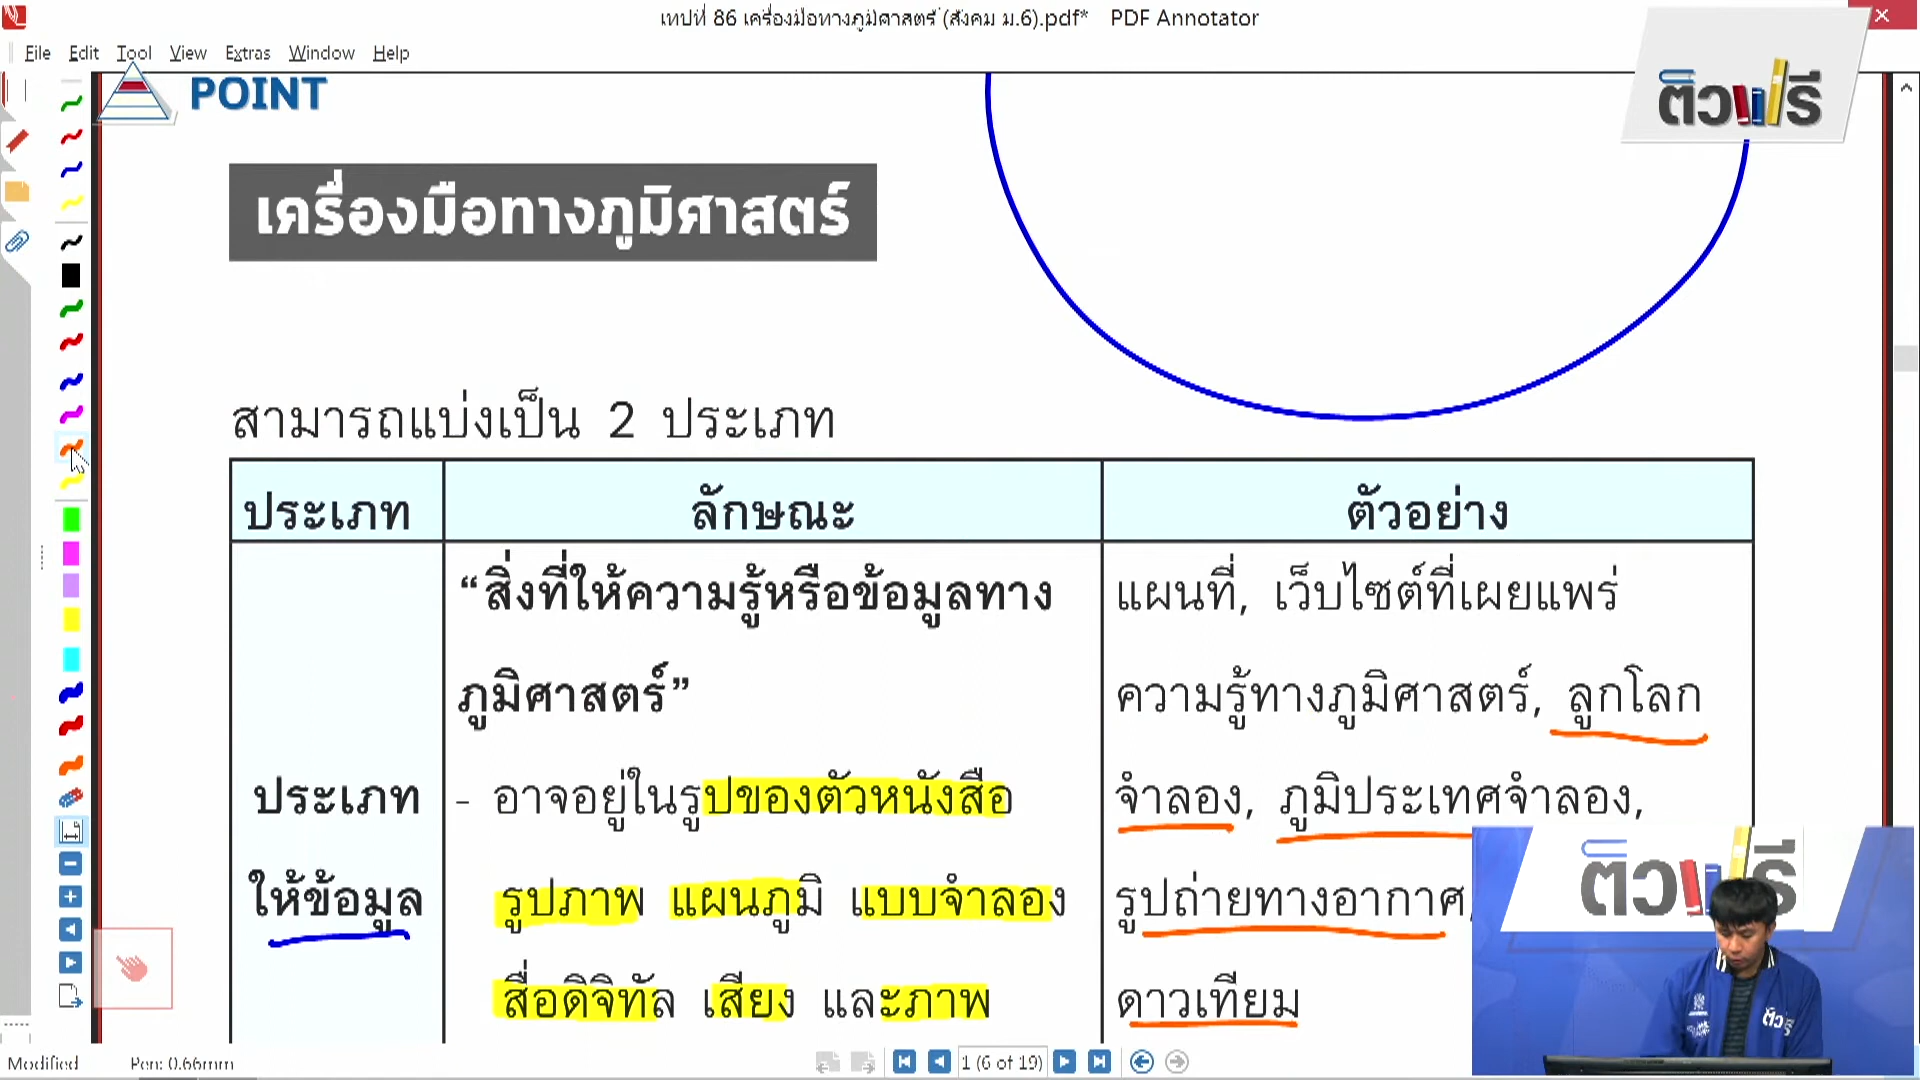 เทปที่ 86 เครื่องมือทางภูมิศาสตร์ (สังคม ม.6).pdf* PDF Annotator
File Edit Tool View Extras Window Help
POINT
ติวฟรี
เครื่องมือทางภูมิศาสตร์
สามารถแบ่งเป็น 2 ประเภท
ประเภท ลักษณะ ตัวอย่าง
“สิ่งที่ให้ความรู้หรือข้อมูลทาง แผนที่, เว็บไซต์ที่เผยแพร่
ภูมิศาสตร์” ความรู้ทางภูมิศาสตร์, ลูกโลก
ประเภท - อาจอยู่ในรูปของตัวหนังสือ จำลอง, ภูมิประเทศจำลอง,
ให้ข้อมูล รูปภาพ แผนภูมิ แบบจำลอง รูปถ่ายทางอากาศ,
สื่อดิจิทัล เสียง และภาพ ดาวเทียม
ติวฟรี
ติวฟรี
Modified Pen: 0.66mm 1 (6 of 19)